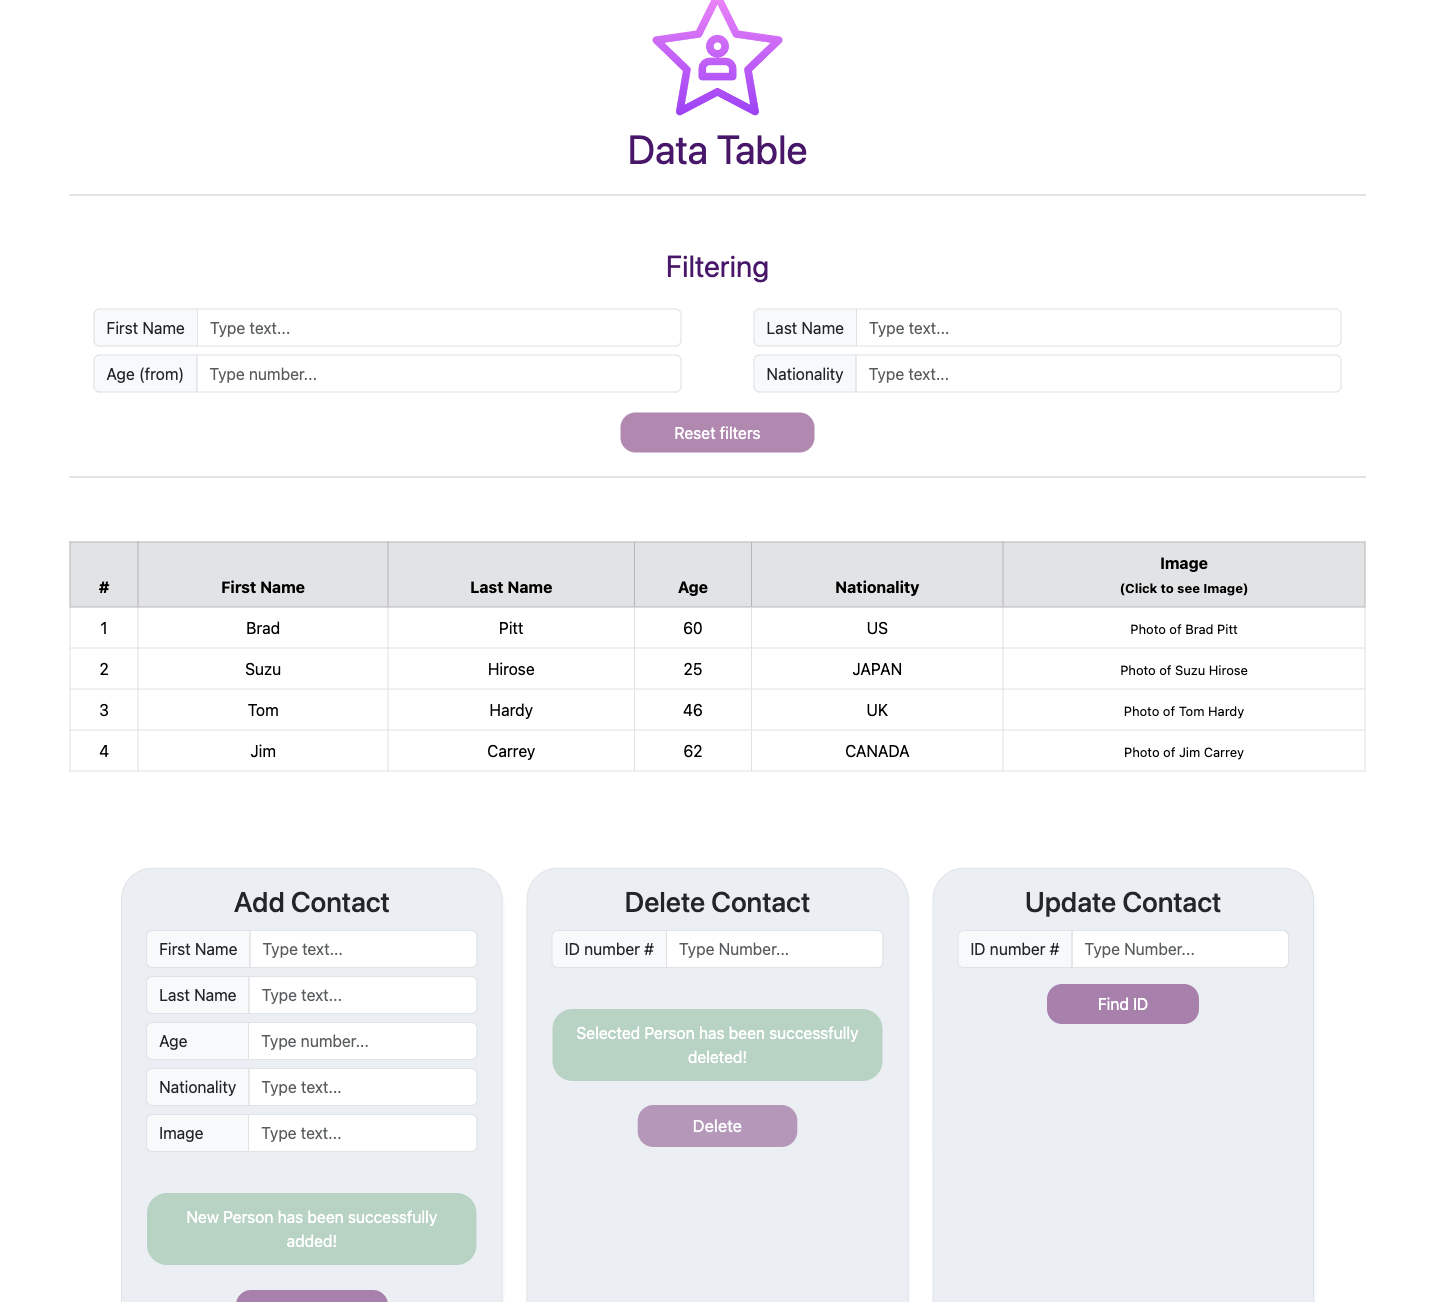 Data Table
Filtering
First Name Type text...
Last Name Type text...
Age (from) Type number...
Nationality Type text...
Reset filters
# First Name Last Name Age Nationality Image
(Click to see Image)
1 Brad Pitt 60 US Photo of Brad Pitt
2 Suzu Hirose 25 JAPAN Photo of Suzu Hirose
3 Tom Hardy 46 UK Photo of Tom Hardy
4 Jim Carrey 62 CANADA Photo of Jim Carrey
Add Contact
First Name Type text...
Last Name Type text...
Age Type number...
Nationality Type text...
Image Type text...
New Person has been successfully
added!
Delete Contact
ID number # Type Number...
Selected Person has been successfully
deleted!
Delete
Update Contact
ID number # Type Number...
Find ID